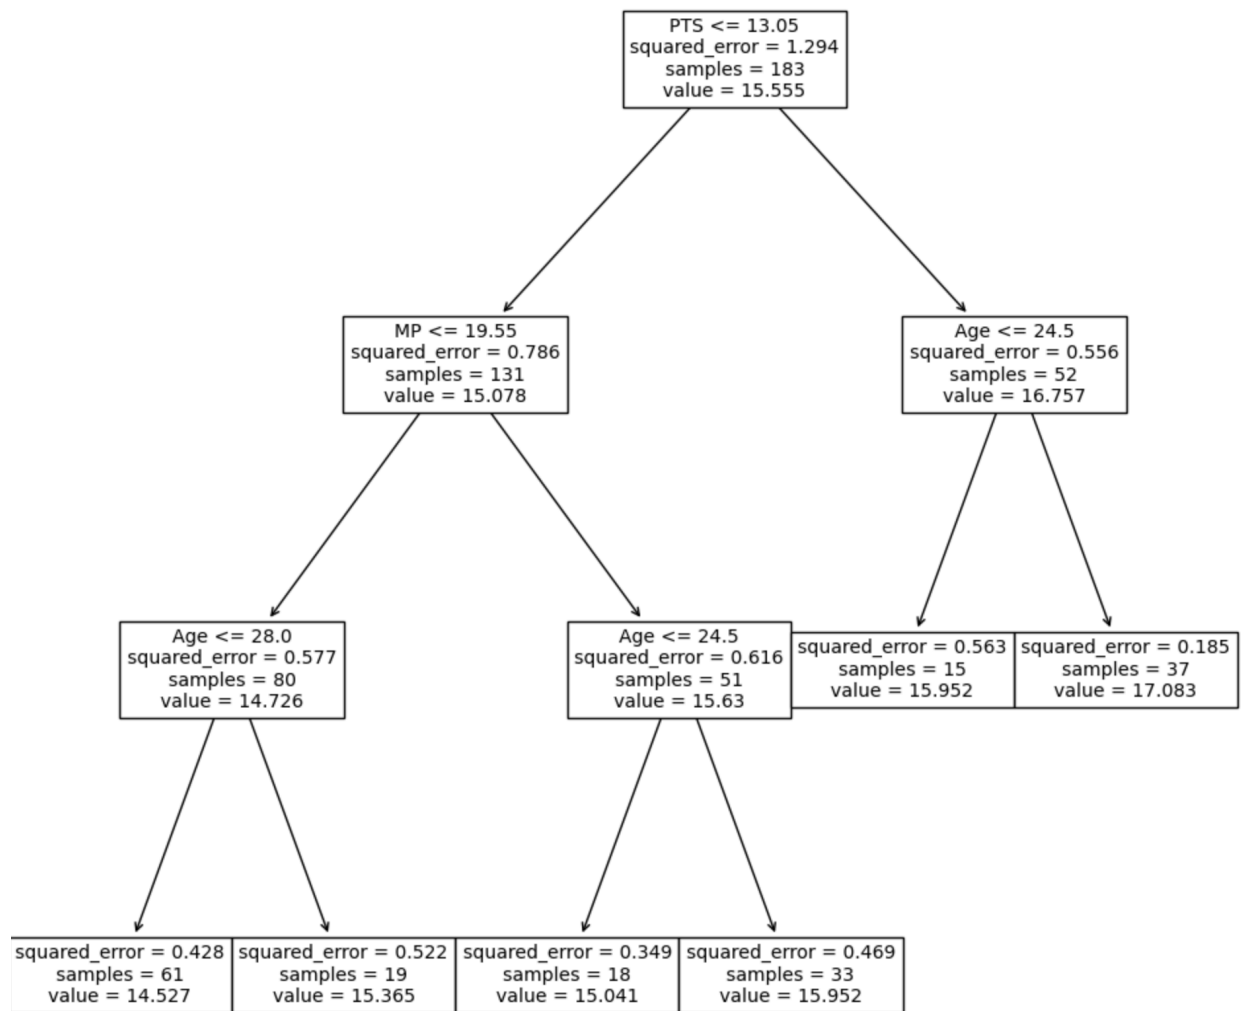 PTS <= 13.05
squared_error = 1.294
samples = 183
value = 15.555
MP <= 19.55
squared_error = 0.786
samples = 131
value = 15.078
Age <= 24.5
squared_error = 0.556
samples = 52
value = 16.757
Age <= 28.0
squared_error = 0.577
samples = 80
value = 14.726
Age <= 24.5
squared_error = 0.616
samples = 51
value = 15.63
squared_error = 0.563
samples = 15
value = 15.952
squared_error = 0.185
samples = 37
value = 17.083
squared_error = 0.428
samples = 61
value = 14.527
squared_error = 0.522
samples = 19
value = 15.365
squared_error = 0.349
samples = 18
value = 15.041
squared_error = 0.469
samples = 33
value = 15.952